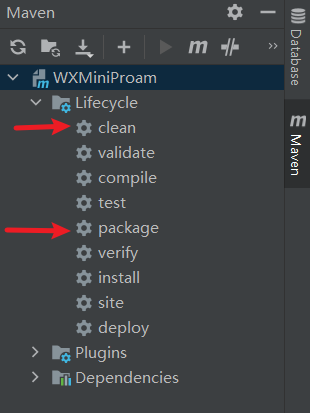 Maven
WXMiniProam
Lifecycle
clean
validate
compile
test
package
verify
install
site
deploy
Plugins
Dependencies
Database
Maven